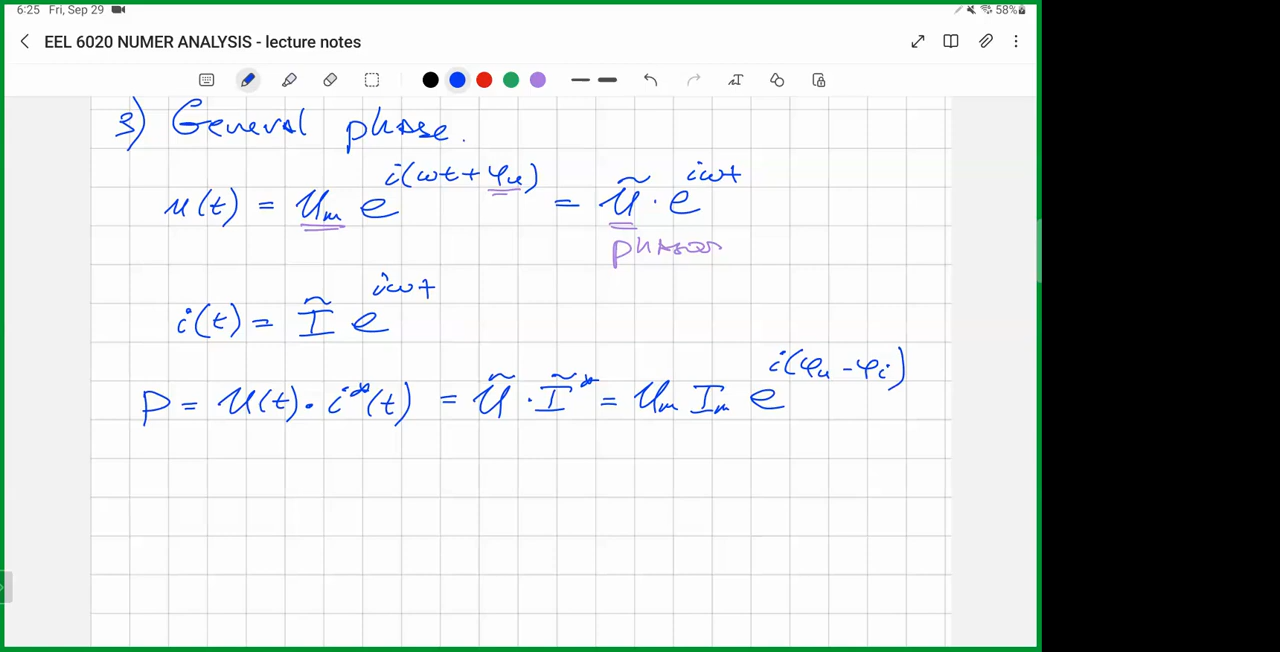 6:25 Fri, Sep 29 58%
EEL 6020 NUMER ANALYSIS - lecture notes
3) General phase.
u(t) = Um e^{i(ωt + φu)} = Ũ · e^{iωt}
phasor
i(t) = Ĩ e^{iωt}
P = u(t) · i*(t) = Ũ · Ĩ* = Um Im e^{i(φu - φi)}